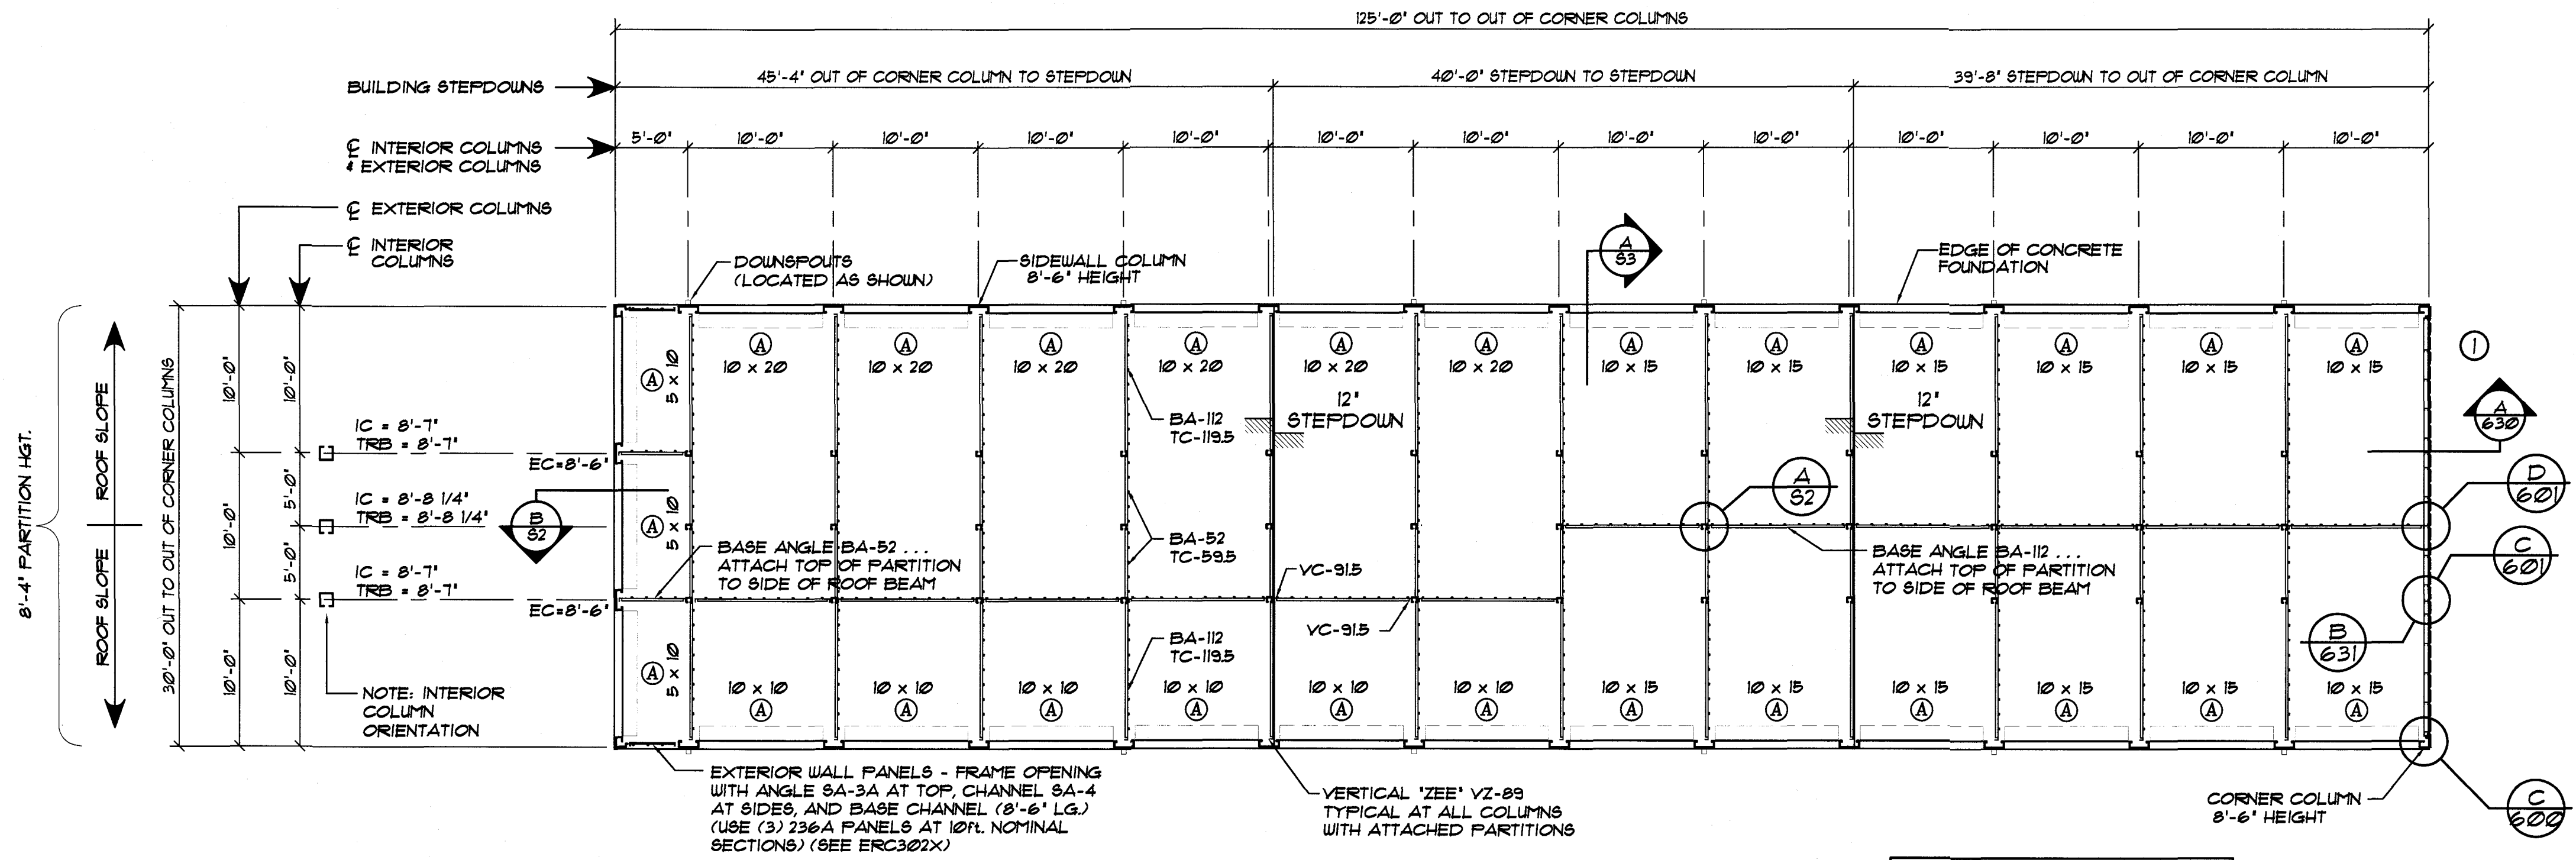 125'-0" OUT TO OUT OF CORNER COLUMNS
BUILDING STEPDOWNS
45'-4" OUT OF CORNER COLUMN TO STEPDOWN
40'-0" STEPDOWN TO STEPDOWN
39'-8" STEPDOWN TO OUT OF CORNER COLUMN
℄ INTERIOR COLUMNS
& EXTERIOR COLUMNS
5'-0" 10'-0" 10'-0" 10'-0" 10'-0" 10'-0" 10'-0" 10'-0" 10'-0" 10'-0" 10'-0" 10'-0" 10'-0"
℄ EXTERIOR COLUMNS
℄ INTERIOR
COLUMNS
DOWNSPOUTS
(LOCATED AS SHOWN)
SIDEWALL COLUMN
8'-6" HEIGHT
A
S3
EDGE OF CONCRETE
FOUNDATION
8'-4" PARTITION HGT.
ROOF SLOPE
ROOF SLOPE
30'-0" OUT TO OUT OF CORNER COLUMNS
10'-0"
10'-0"
10'-0"
10'-0"
5'-0"
5'-0"
10'-0"
IC = 8'-7"
TRB = 8'-7"
EC=8'-6"
IC = 8'-8 1/4"
TRB = 8'-8 1/4"
B
S2
IC = 8'-7"
TRB = 8'-7"
EC=8'-6"
NOTE: INTERIOR
COLUMN
ORIENTATION
A 5 x 10
A 5 x 10
A 5 x 10
A A A A A A A A A A A A
10 x 20 10 x 20 10 x 20 10 x 20 10 x 20 10 x 20 10 x 15 10 x 15 10 x 15 10 x 15 10 x 15 10 x 15
1
12"
STEPDOWN
12"
STEPDOWN
BA-112
TC-119.5
A
630
D
601
A
S2
BA-52
TC-59.5
BASE ANGLE BA-52 ...
ATTACH TOP OF PARTITION
TO SIDE OF ROOF BEAM
BASE ANGLE BA-112 ...
ATTACH TOP OF PARTITION
TO SIDE OF ROOF BEAM
C
601
VC-91.5
VC-91.5
BA-112
TC-119.5
B
631
10 x 10 10 x 10 10 x 10 10 x 10 10 x 10 10 x 10 10 x 15 10 x 15 10 x 15 10 x 15 10 x 15 10 x 15
A A A A A A A A A A A A
EXTERIOR WALL PANELS - FRAME OPENING
WITH ANGLE SA-3A AT TOP, CHANNEL SA-4
AT SIDES, AND BASE CHANNEL (8'-6" LG.)
(USE (3) 236A PANELS AT 10ft. NOMINAL
SECTIONS) (SEE ERC302X)
VERTICAL "ZEE" VZ-89
TYPICAL AT ALL COLUMNS
WITH ATTACHED PARTITIONS
CORNER COLUMN
8'-6" HEIGHT
C
600